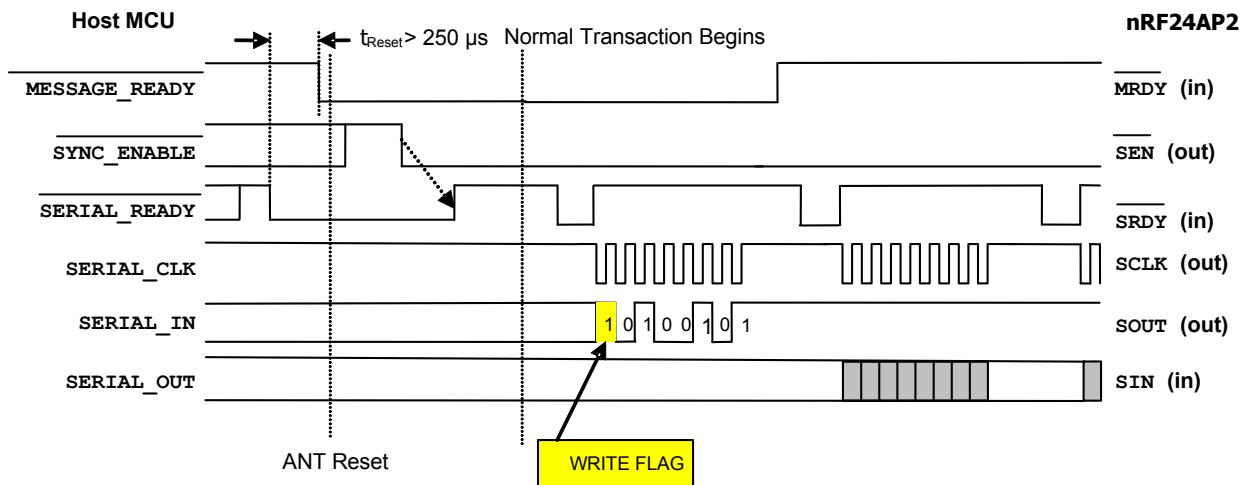 Host MCU
nRF24AP2
tReset > 250 µs Normal Transaction Begins
MESSAGE_READY
MRDY (in)
SYNC_ENABLE
SEN (out)
SERIAL_READY
SRDY (in)
SERIAL_CLK
SCLK (out)
SERIAL_IN
1 0 1 0 0 1 0 1
SOUT (out)
SERIAL_OUT
SIN (in)
ANT Reset
WRITE FLAG